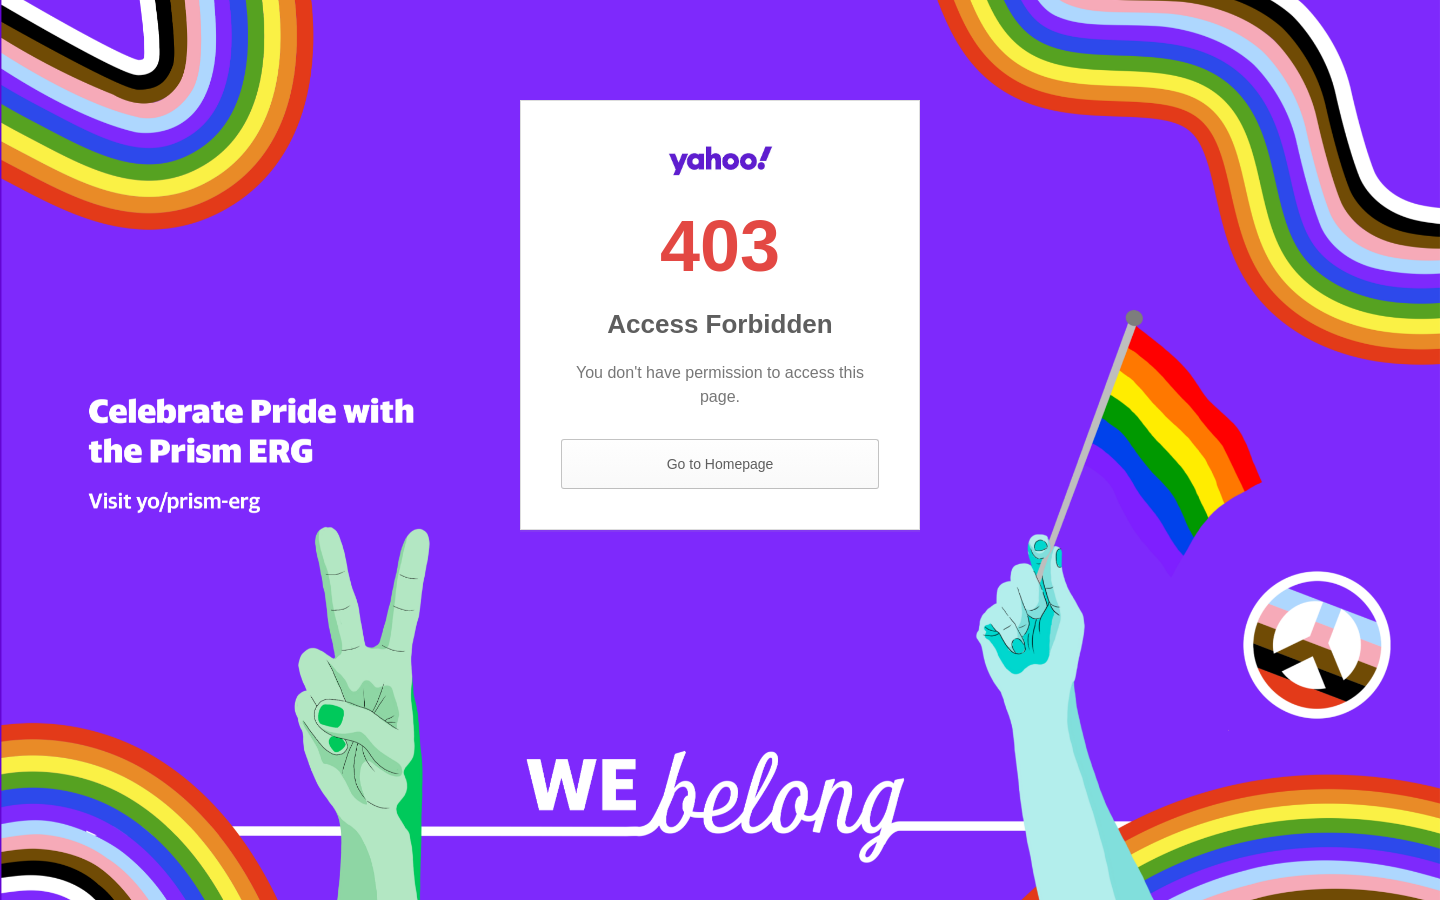 yahoo!
403
Access Forbidden
You don't have permission to access this
page.
Go to Homepage
Celebrate Pride with
the Prism ERG
Visit yo/prism-erg
WE belong